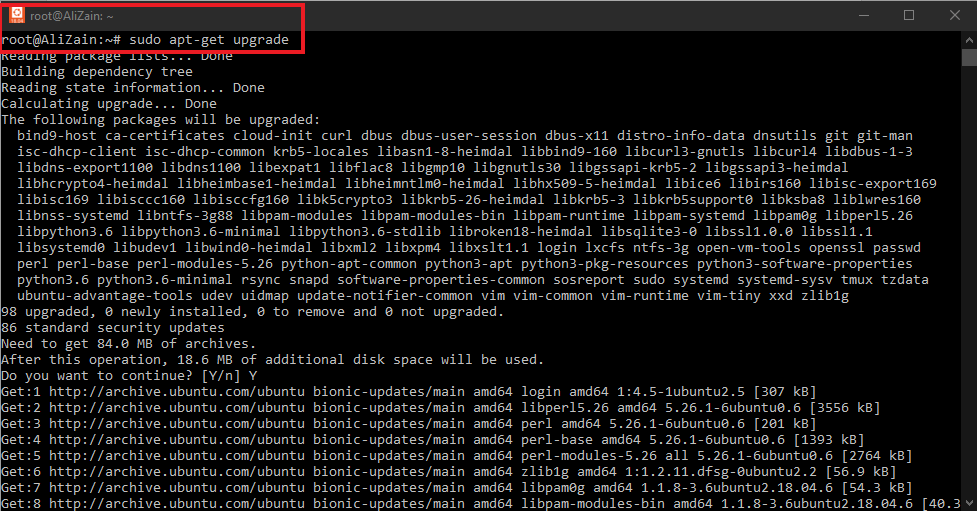 root@AliZain: ~
root@AliZain:~# sudo apt-get upgrade
Reading package lists... Done
Building dependency tree
Reading state information... Done
Calculating upgrade... Done
The following packages will be upgraded:
bind9-host ca-certificates cloud-init curl dbus dbus-user-session dbus-x11 distro-info-data dnsutils git git-man
isc-dhcp-client isc-dhcp-common krb5-locales libasn1-8-heimdal libbind9-160 libcurl3-gnutls libcurl4 libdbus-1-3
libdns-export1100 libdns1100 libexpat1 libflac8 libgmp10 libgnutls30 libgssapi-krb5-2 libgssapi3-heimdal
libhcrypto4-heimdal libheimbase1-heimdal libheimntlm0-heimdal libhx509-5-heimdal libice6 libirs160 libisc-export169
libisc169 libisccc160 libisccfg160 libk5crypto3 libkrb5-26-heimdal libkrb5-3 libkrb5support0 libksba8 liblwres160
libnss-systemd libntfs-3g88 libpam-modules libpam-modules-bin libpam-runtime libpam-systemd libpam0g libperl5.26
libpython3.6 libpython3.6-minimal libpython3.6-stdlib libroken18-heimdal libsqlite3-0 libssl1.0.0 libssl1.1
libsystemd0 libudev1 libwind0-heimdal libxml2 libxpm4 libxslt1.1 login lxcfs ntfs-3g open-vm-tools openssl passwd
perl perl-base perl-modules-5.26 python-apt-common python3-apt python3-pkg-resources python3-software-properties
python3.6 python3.6-minimal rsync snapd software-properties-common sosreport sudo systemd systemd-sysv tmux tzdata
ubuntu-advantage-tools udev uidmap update-notifier-common vim vim-common vim-runtime vim-tiny xxd zlib1g
98 upgraded, 0 newly installed, 0 to remove and 0 not upgraded.
86 standard security updates
Need to get 84.0 MB of archives.
After this operation, 18.6 MB of additional disk space will be used.
Do you want to continue? [Y/n] Y
Get:1 http://archive.ubuntu.com/ubuntu bionic-updates/main amd64 login amd64 1:4.5-1ubuntu2.5 [307 kB]
Get:2 http://archive.ubuntu.com/ubuntu bionic-updates/main amd64 libperl5.26 amd64 5.26.1-6ubuntu0.6 [3556 kB]
Get:3 http://archive.ubuntu.com/ubuntu bionic-updates/main amd64 perl amd64 5.26.1-6ubuntu0.6 [201 kB]
Get:4 http://archive.ubuntu.com/ubuntu bionic-updates/main amd64 perl-base amd64 5.26.1-6ubuntu0.6 [1393 kB]
Get:5 http://archive.ubuntu.com/ubuntu bionic-updates/main amd64 perl-modules-5.26 all 5.26.1-6ubuntu0.6 [2764 kB]
Get:6 http://archive.ubuntu.com/ubuntu bionic-updates/main amd64 zlib1g amd64 1:1.2.11.dfsg-0ubuntu2.2 [56.9 kB]
Get:7 http://archive.ubuntu.com/ubuntu bionic-updates/main amd64 libpam0g amd64 1.1.8-3.6ubuntu2.18.04.6 [54.3 kB]
Get:8 http://archive.ubuntu.com/ubuntu bionic-updates/main amd64 libpam-modules-bin amd64 1.1.8-3.6ubuntu2.18.04.6 [40.3